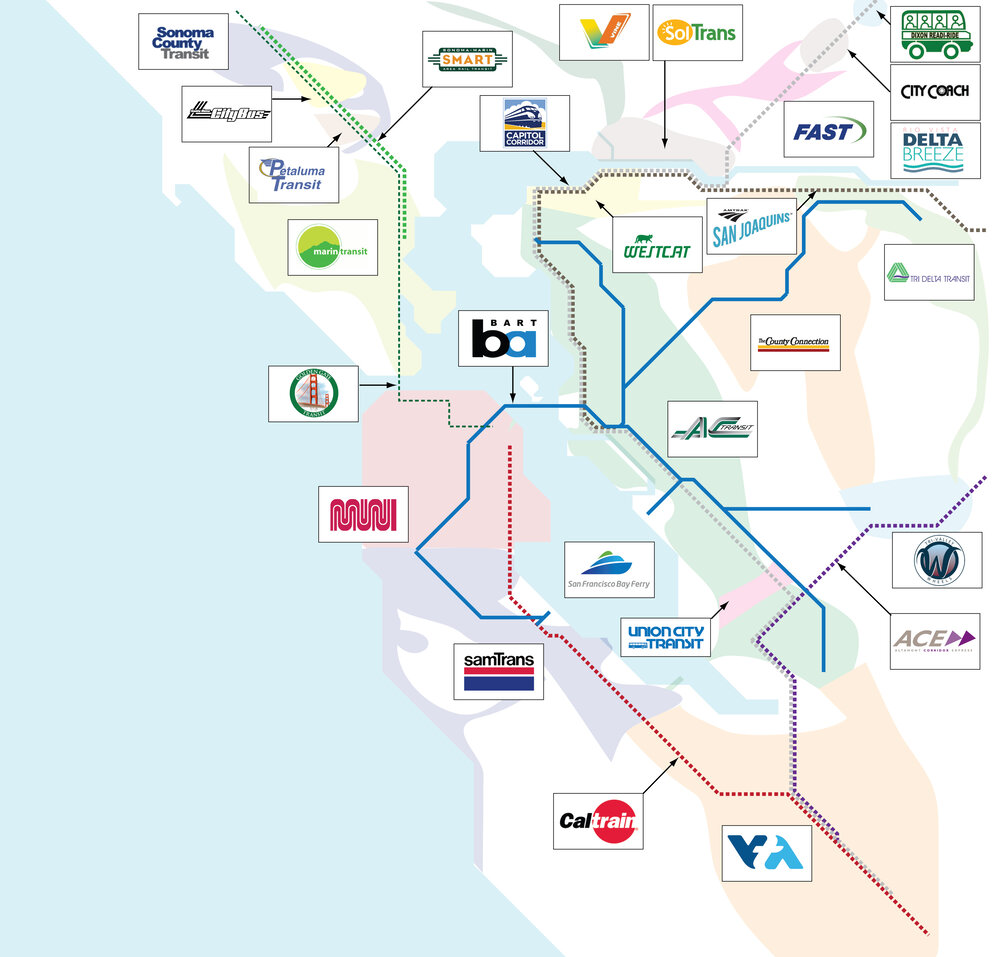 Sonoma
County
Transit
SONOMA-MARIN
SMART
AREA RAIL TRANSIT
VINE
SolTrans
DIXON READI-RIDE
CityBus
CAPITOL
CORRIDOR
FAST
CITY COACH
RIO VISTA
DELTA
BREEZE
Petaluma
Transit
marin transit
WESTCAT
AMTRAK
SAN JOAQUINS
TRI DELTA TRANSIT
BART
ba
The County Connection
GOLDEN GATE
TRANSIT
AC TRANSIT
MUNI
San Francisco Bay Ferry
TRI-VALLEY
W
WHEELS
UNION CITY
TRANSIT
ACE
ALTAMONT CORRIDOR EXPRESS
samTrans
Caltrain
VTA